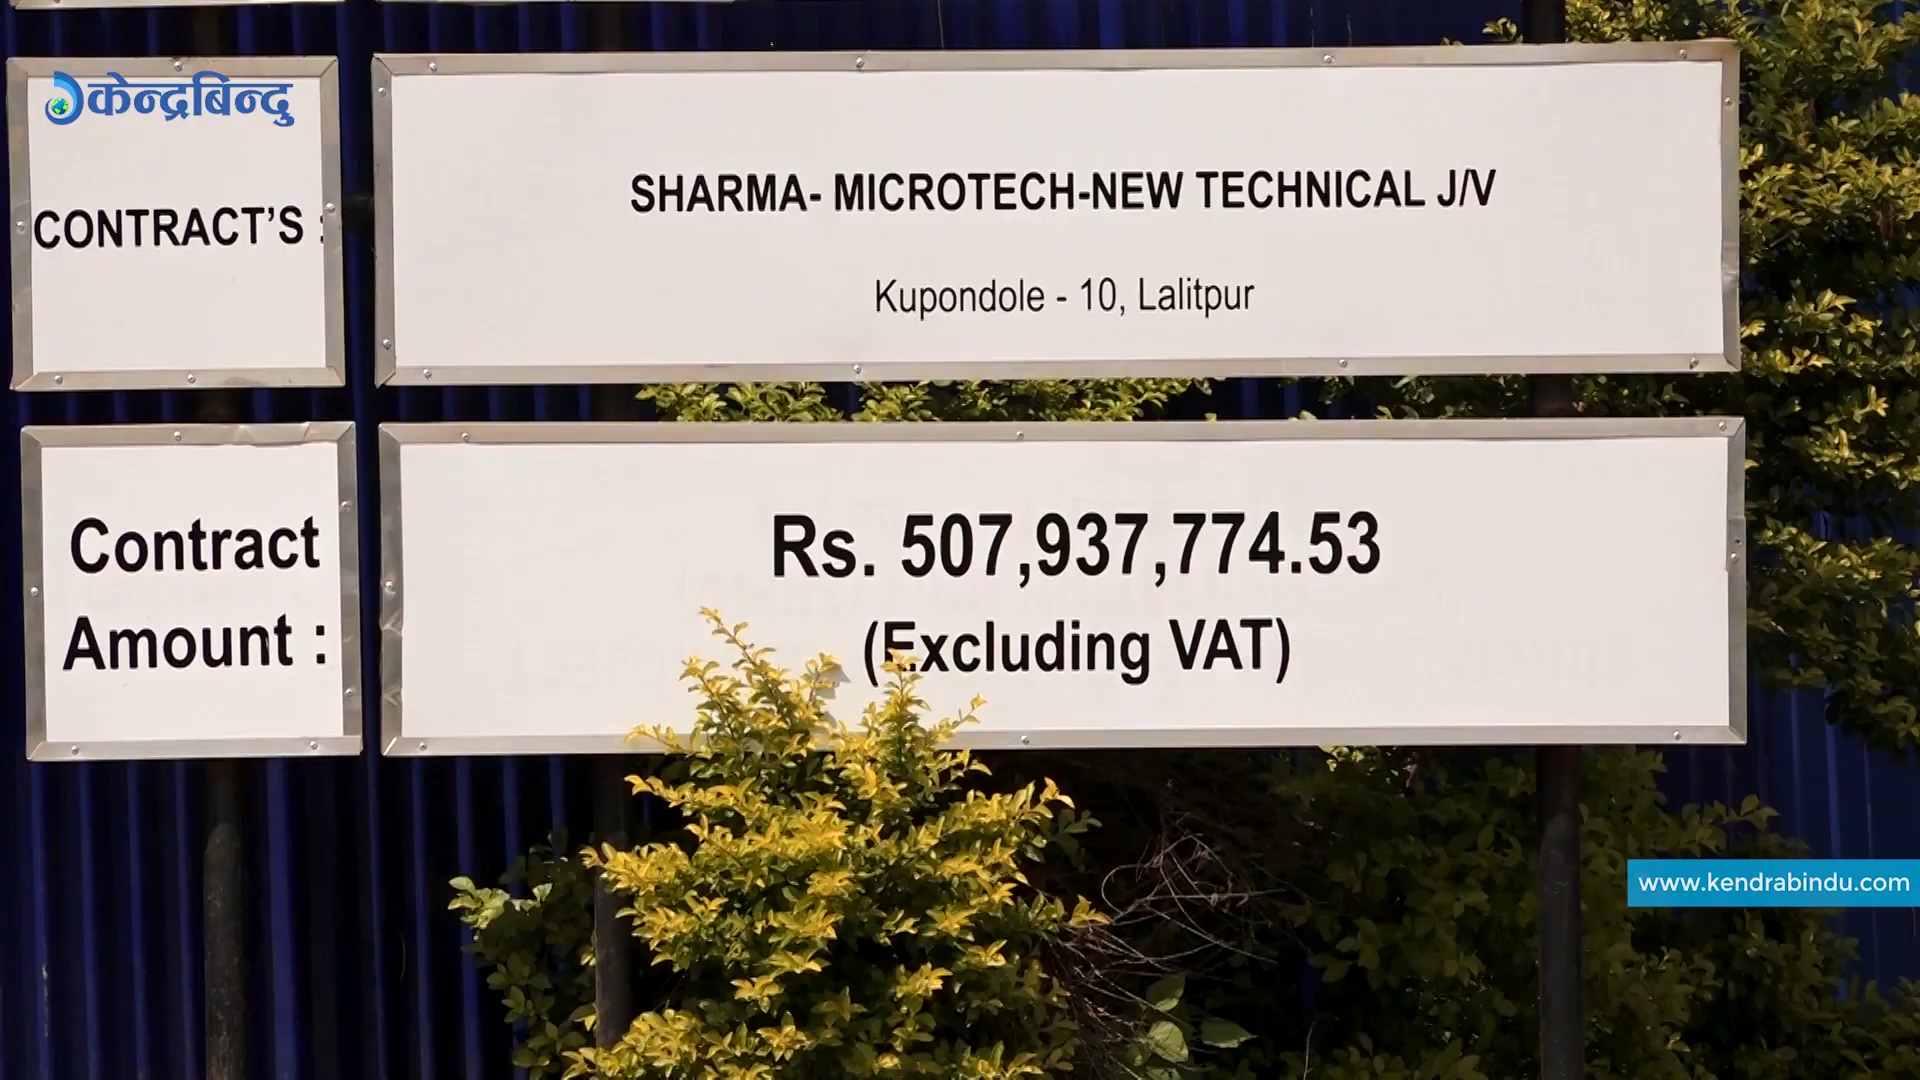 केन्द्रबिन्दु
CONTRACT'S :
SHARMA- MICROTECH-NEW TECHNICAL J/V
Kupondole - 10, Lalitpur
Contract
Amount :
Rs. 507,937,774.53
(Excluding VAT)
www.kendrabindu.com